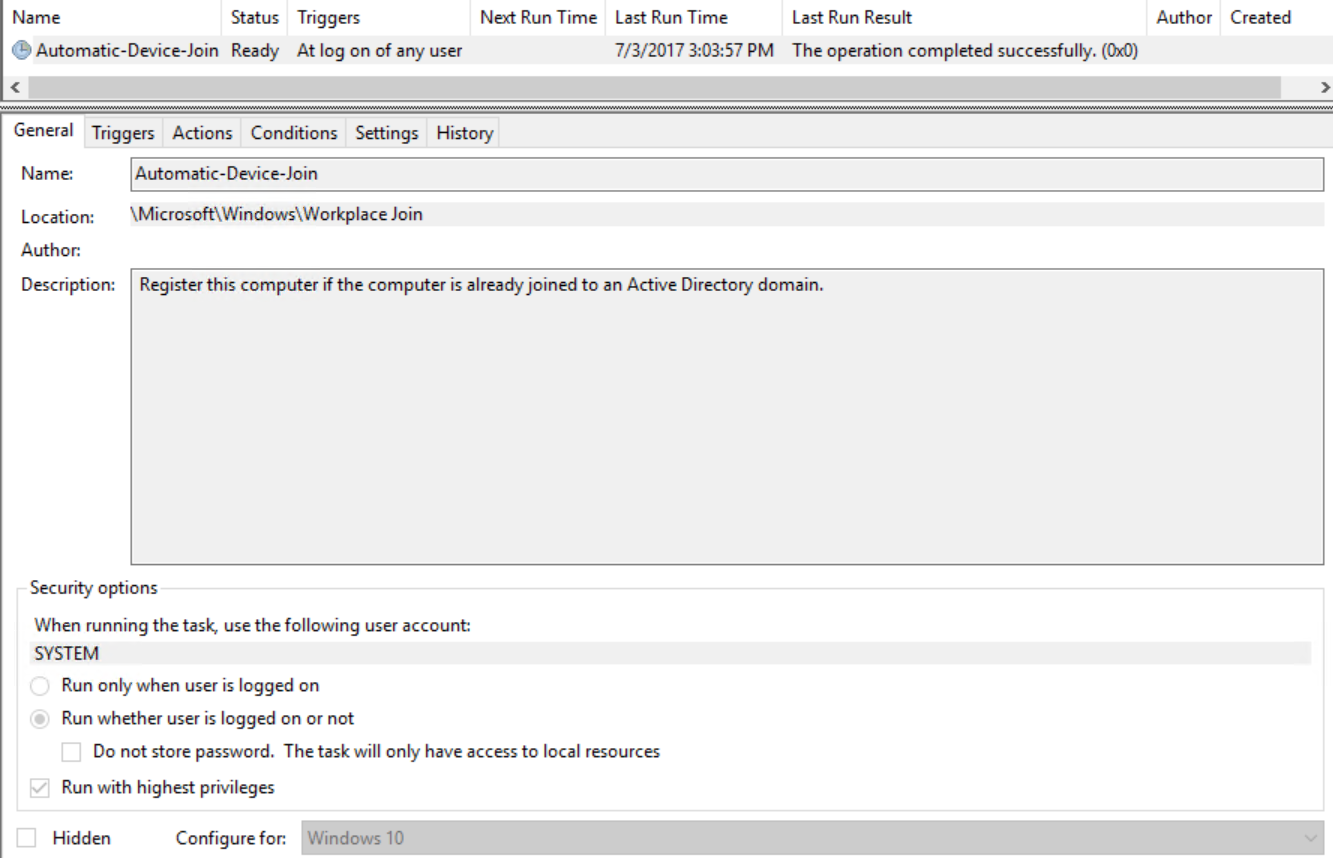 Name Status Triggers Next Run Time Last Run Time Last Run Result Author Created
Automatic-Device-Join Ready At log on of any user 7/3/2017 3:03:57 PM The operation completed successfully. (0x0)
General Triggers Actions Conditions Settings History
Name: Automatic-Device-Join
Location: \Microsoft\Windows\Workplace Join
Author:
Description: Register this computer if the computer is already joined to an Active Directory domain.
Security options
When running the task, use the following user account:
SYSTEM
Run only when user is logged on
Run whether user is logged on or not
Do not store password. The task will only have access to local resources
Run with highest privileges
Hidden Configure for: Windows 10